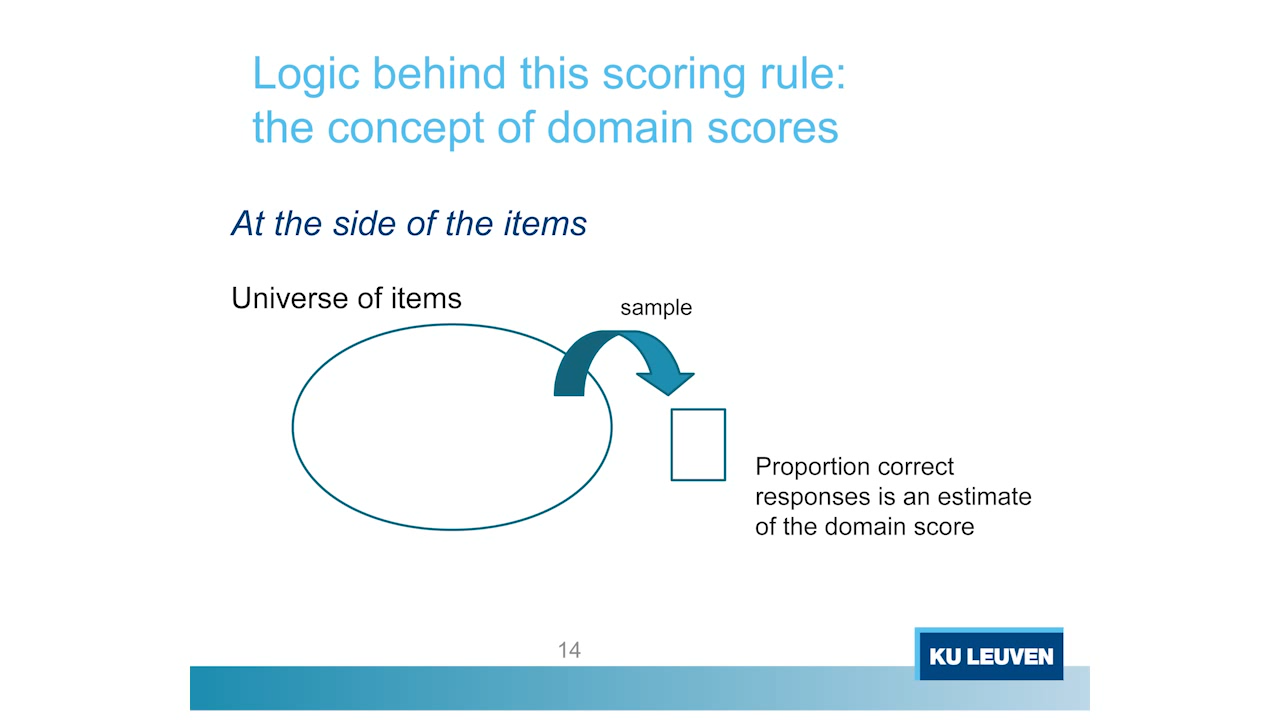 Logic behind this scoring rule:
the concept of domain scores
At the side of the items
Universe of items
sample
Proportion correct
responses is an estimate
of the domain score
14
KU LEUVEN